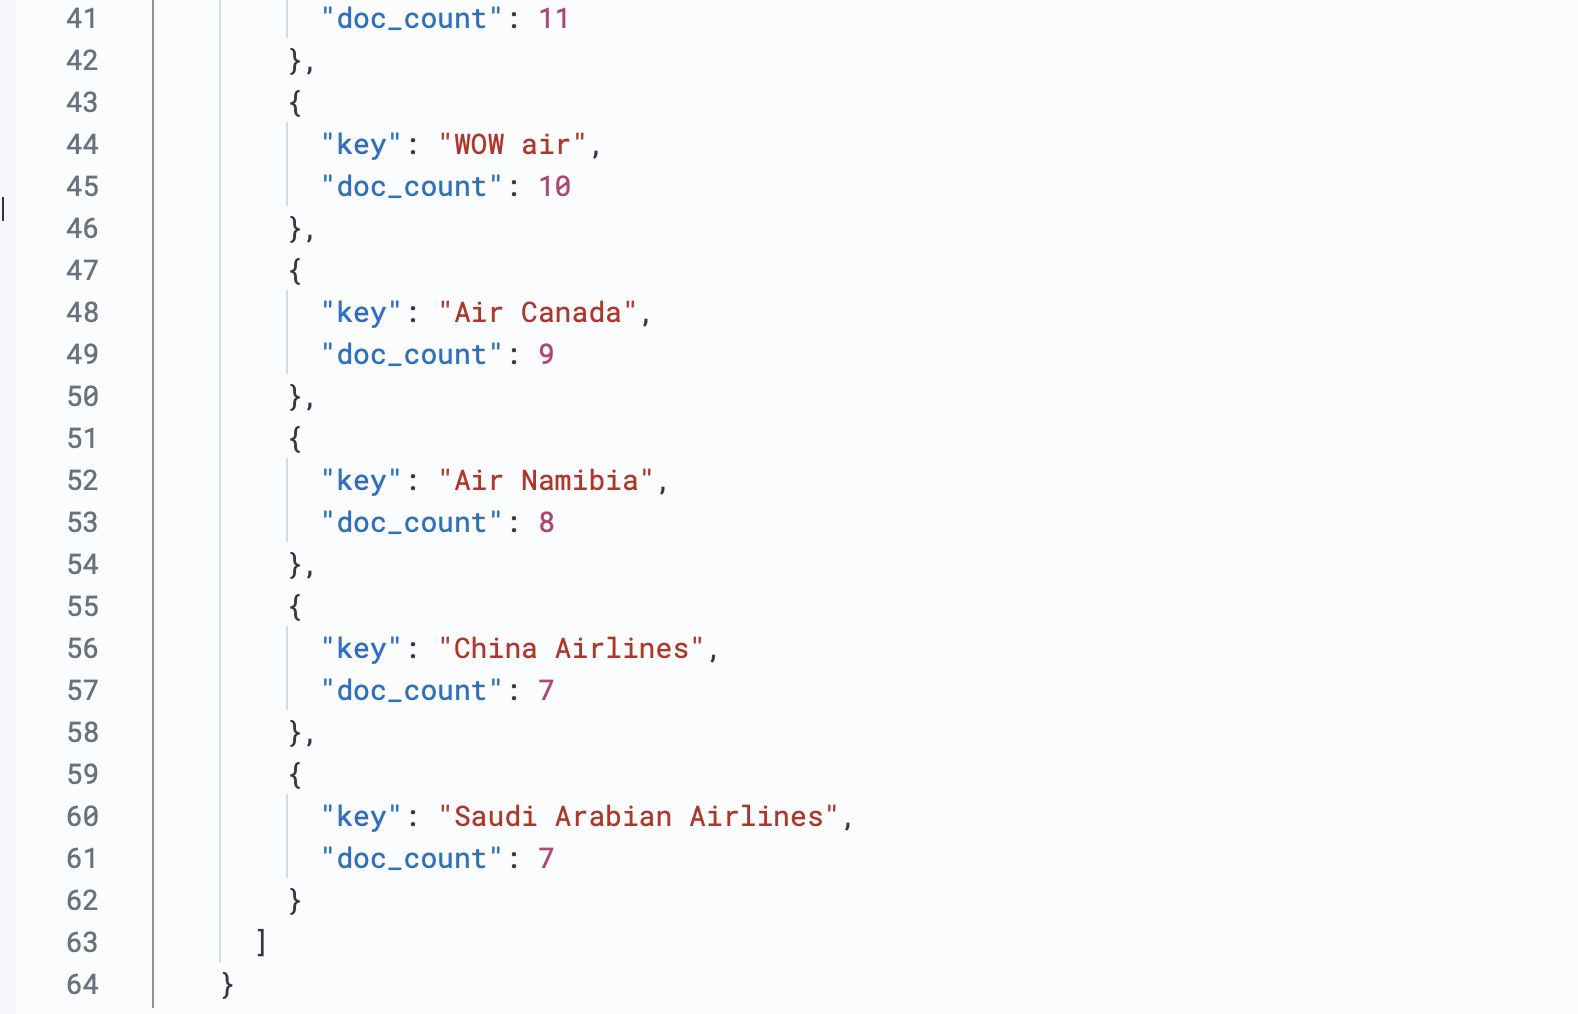 41 "doc_count": 11
42 },
43 {
44 "key": "WOW air",
45 "doc_count": 10
46 },
47 {
48 "key": "Air Canada",
49 "doc_count": 9
50 },
51 {
52 "key": "Air Namibia",
53 "doc_count": 8
54 },
55 {
56 "key": "China Airlines",
57 "doc_count": 7
58 },
59 {
60 "key": "Saudi Arabian Airlines",
61 "doc_count": 7
62 }
63 ]
64 }